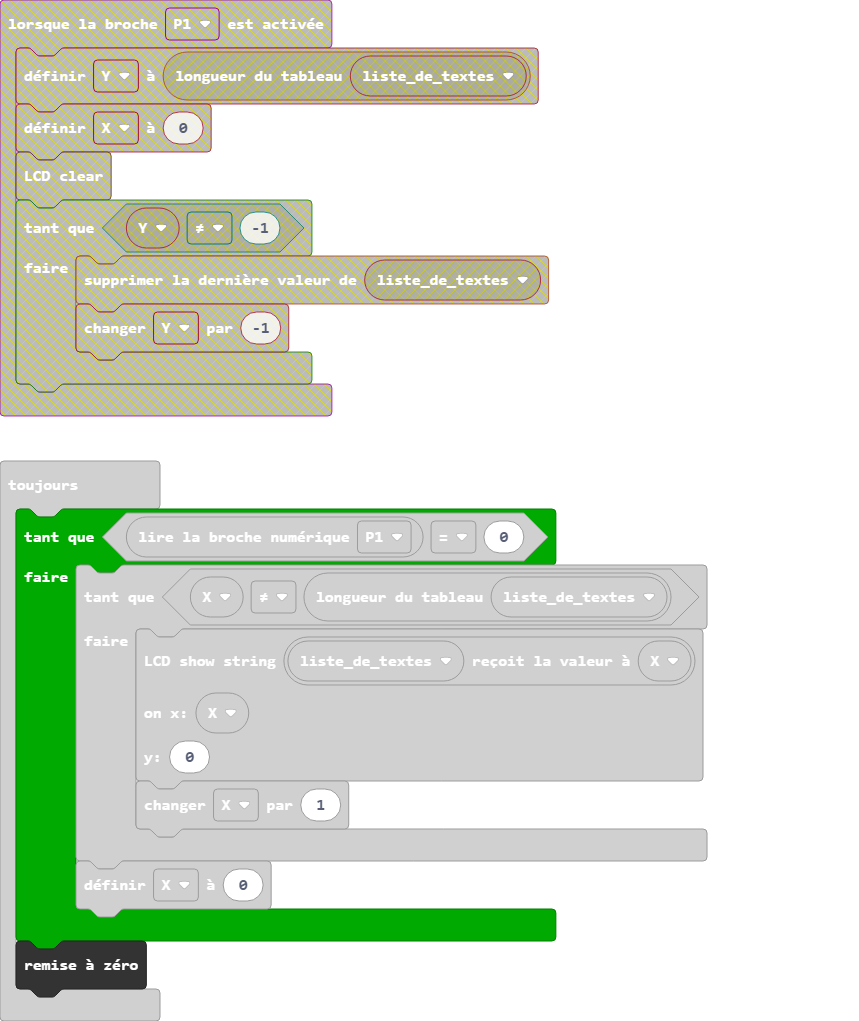 lorsque la broche P1 est activée
définir Y à longueur du tableau liste_de_textes
définir X à 0
LCD clear
tant que Y ≠ -1
faire
supprimer la dernière valeur de liste_de_textes
changer Y par -1
toujours
tant que lire la broche numérique P1 = 0
faire
tant que X ≠ longueur du tableau liste_de_textes
faire
LCD show string liste_de_textes reçoit la valeur à X
on x: X
y: 0
changer X par 1
définir X à 0
remise à zéro